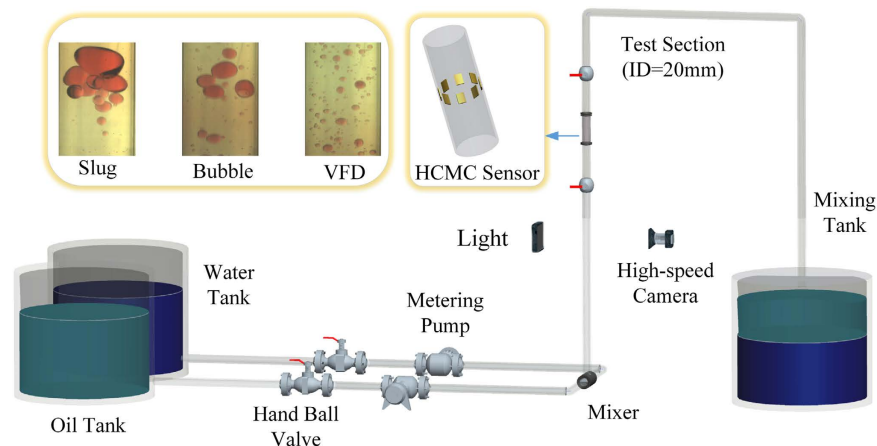 Slug
Bubble
VFD
HCMC Sensor
Test Section
(ID=20mm)
Mixing
Tank
Light
High-speed
Camera
Water
Tank
Metering
Pump
Oil Tank
Hand Ball
Valve
Mixer